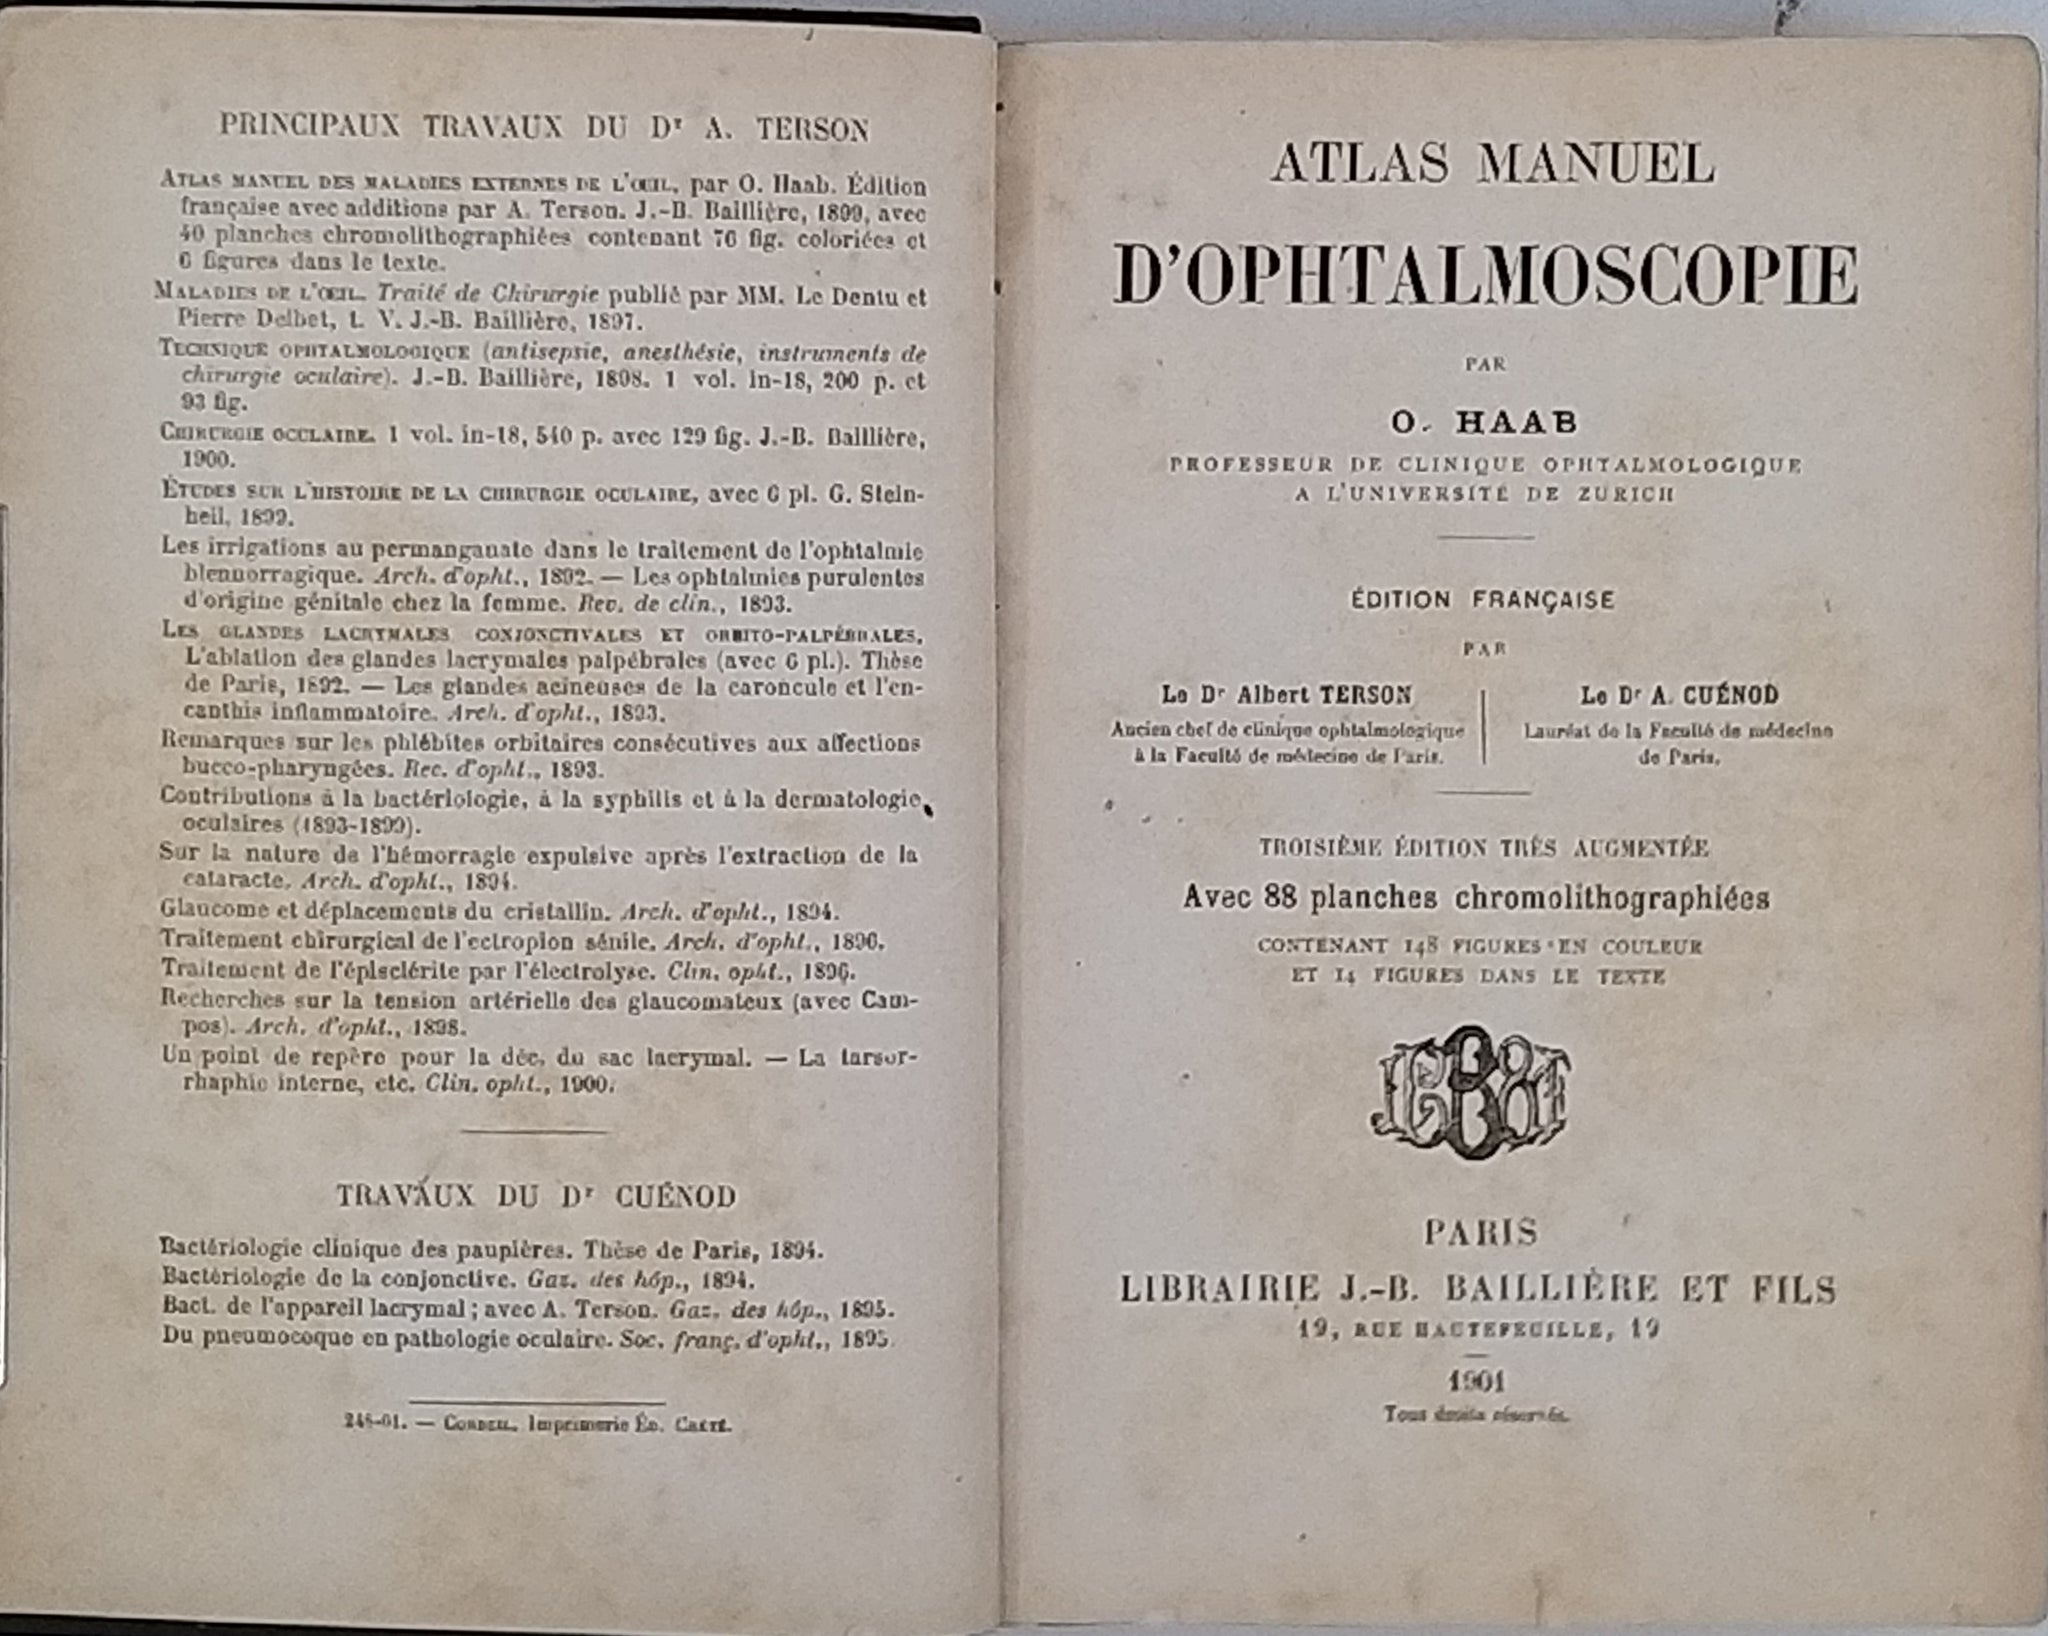 PRINCIPAUX TRAVAUX DU Dr A. TERSON
ATLAS MANUEL DES MALADIES EXTERNES DE L'ŒIL, par O. Haab. Édition
française avec additions par A. Terson. J.-B. Baillière, 1899, avec
40 planches chromolithographiées contenant 76 fig. coloriées et
6 figures dans le texte.
MALADIES DE L'ŒIL. Traité de Chirurgie publié par MM. Le Dentu et
Pierre Delbet, t. V. J.-B. Baillière, 1897.
TECHNIQUE OPHTALMOLOGIQUE (antisepsie, anesthésie, instruments de
chirurgie oculaire). J.-B. Baillière, 1898. 1 vol. in-18, 200 p. et
93 fig.
CHIRURGIE OCULAIRE. 1 vol. in-18, 540 p. avec 129 fig. J.-B. Baillière,
1900.
ÉTUDES SUR L'HISTOIRE DE LA CHIRURGIE OCULAIRE, avec 6 pl. G. Stein-
heil, 1899.
Les irrigations au permanganate dans le traitement de l'ophtalmie
blennorragique. Arch. d'opht., 1892. — Les ophtalmies purulentes
d'origine génitale chez la femme. Rev. de clin., 1893.
LES GLANDES LACRYMALES CONJONCTIVALES ET ORBITO-PALPÉBRALES.
L'ablation des glandes lacrymales palpébrales (avec 6 pl.). Thèse
de Paris, 1892. — Les glandes acineuses de la caroncule et l'en-
canthis inflammatoire. Arch. d'opht., 1893.
Remarques sur les phlébites orbitaires consécutives aux affections
bucco-pharyngées. Rec. d'opht., 1893.
Contributions à la bactériologie, à la syphilis et à la dermatologie
oculaires (1893-1899).
Sur la nature de l'hémorragie expulsive après l'extraction de la
cataracte. Arch. d'opht., 1894.
Glaucome et déplacements du cristallin. Arch. d'opht., 1894.
Traitement chirurgical de l'ectropion sénile. Arch. d'opht., 1896.
Traitement de l'épisclérite par l'électrolyse. Clin. opht., 1896.
Recherches sur la tension artérielle des glaucomateux (avec Cam-
pos). Arch. d'opht., 1898.
Un point de repère pour la déc. du sac lacrymal. — La tarsor-
rhaphie interne, etc. Clin. opht., 1900.
TRAVAUX DU Dr CUÉNOD
Bactériologie clinique des paupières. Thèse de Paris, 1894.
Bactériologie de la conjonctive. Gaz. des hôp., 1894.
Bact. de l'appareil lacrymal; avec A. Terson. Gaz. des hôp., 1895.
Du pneumocoque en pathologie oculaire. Soc. franç. d'opht., 1895.
248-01. — CORBEIL. Imprimerie ÉD. CRÉTÉ.
ATLAS MANUEL
D'OPHTALMOSCOPIE
PAR
O. HAAB
PROFESSEUR DE CLINIQUE OPHTALMOLOGIQUE
A L'UNIVERSITÉ DE ZURICH
ÉDITION FRANÇAISE
PAR
Le Dr Albert TERSON
Ancien chef de clinique ophtalmologique
à la Faculté de médecine de Paris.
Le Dr A. CUÉNOD
Lauréat de la Faculté de médecine
de Paris.
TROISIÈME ÉDITION TRÈS AUGMENTÉE
Avec 88 planches chromolithographiées
CONTENANT 148 FIGURES EN COULEUR
ET 14 FIGURES DANS LE TEXTE
PARIS
LIBRAIRIE J.-B. BAILLIÈRE ET FILS
19, RUE HAUTEFEUILLE, 19
1901
Tous droits réservés.